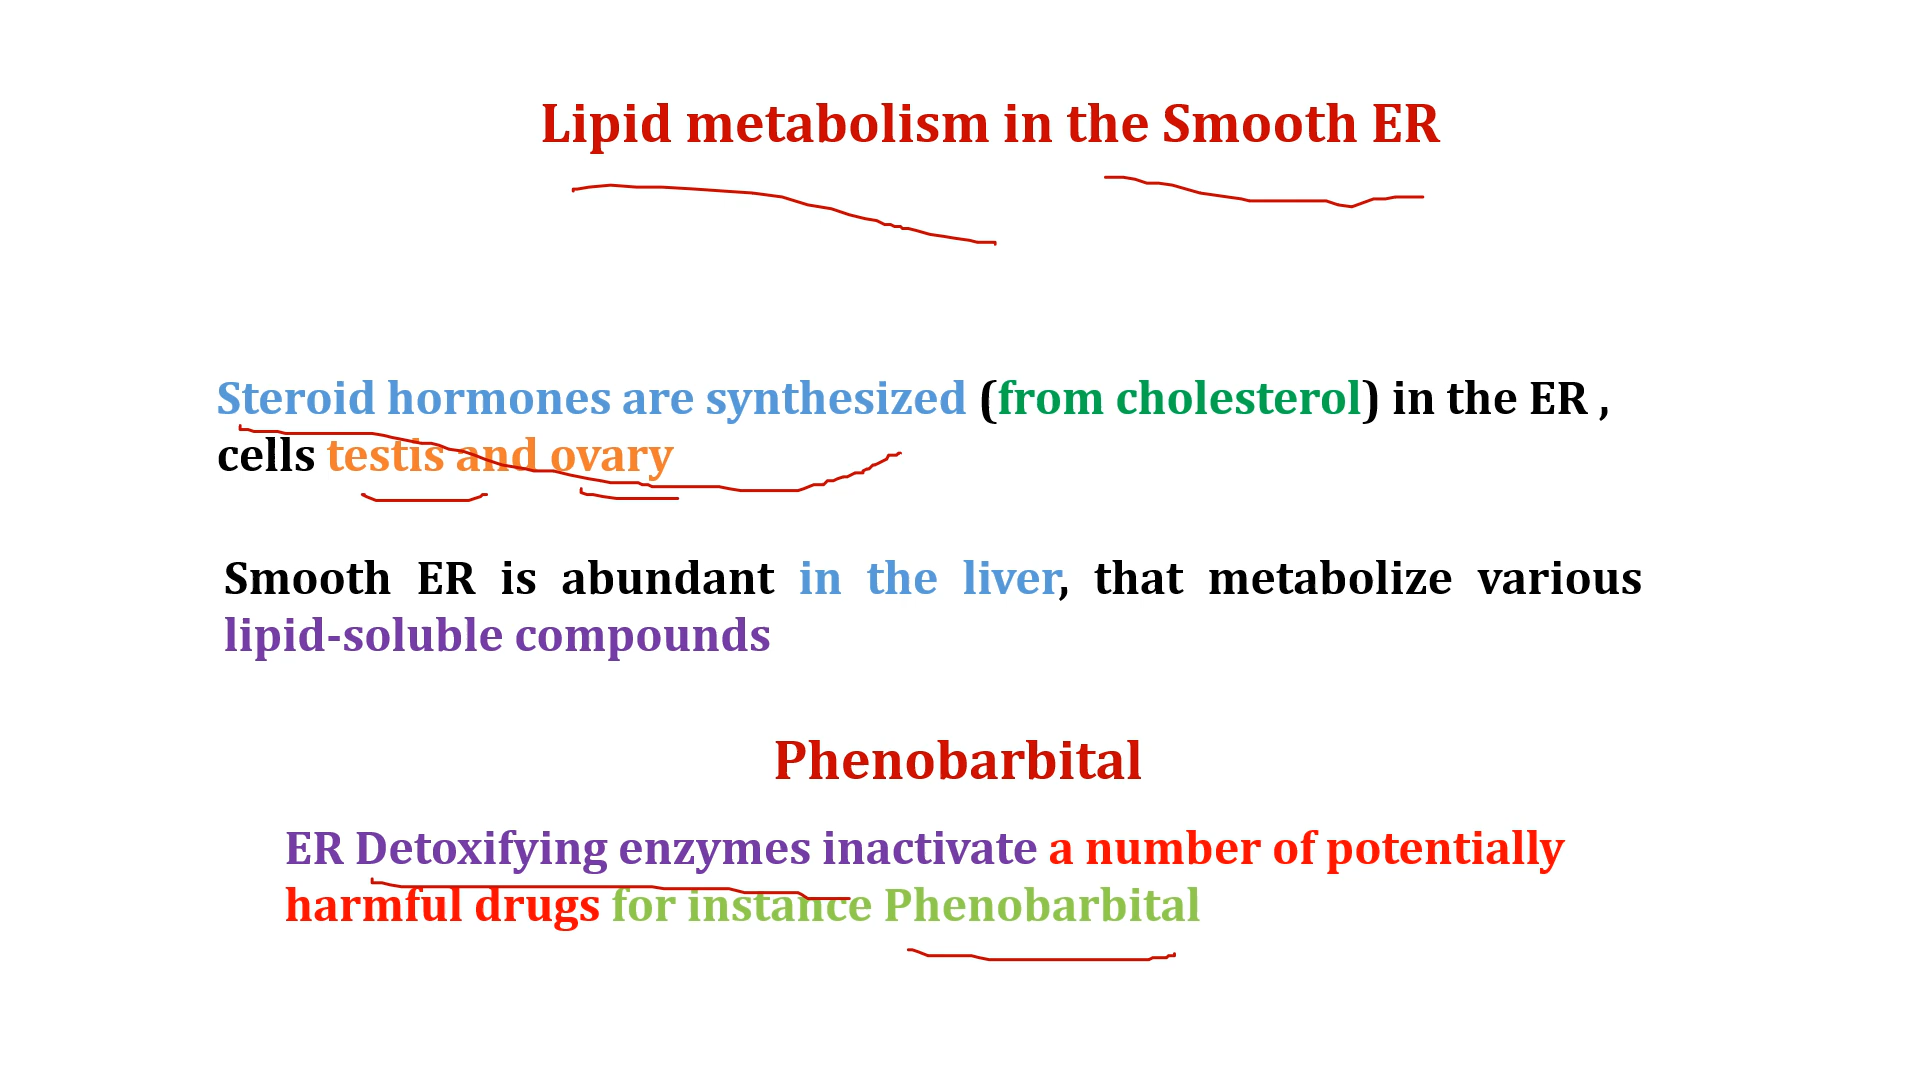 Lipid metabolism in the Smooth ER
Steroid hormones are synthesized (from cholesterol) in the ER ,
cells testis and ovary
Smooth ER is abundant in the liver, that metabolize various
lipid-soluble compounds
Phenobarbital
ER Detoxifying enzymes inactivate a number of potentially
harmful drugs for instance Phenobarbital